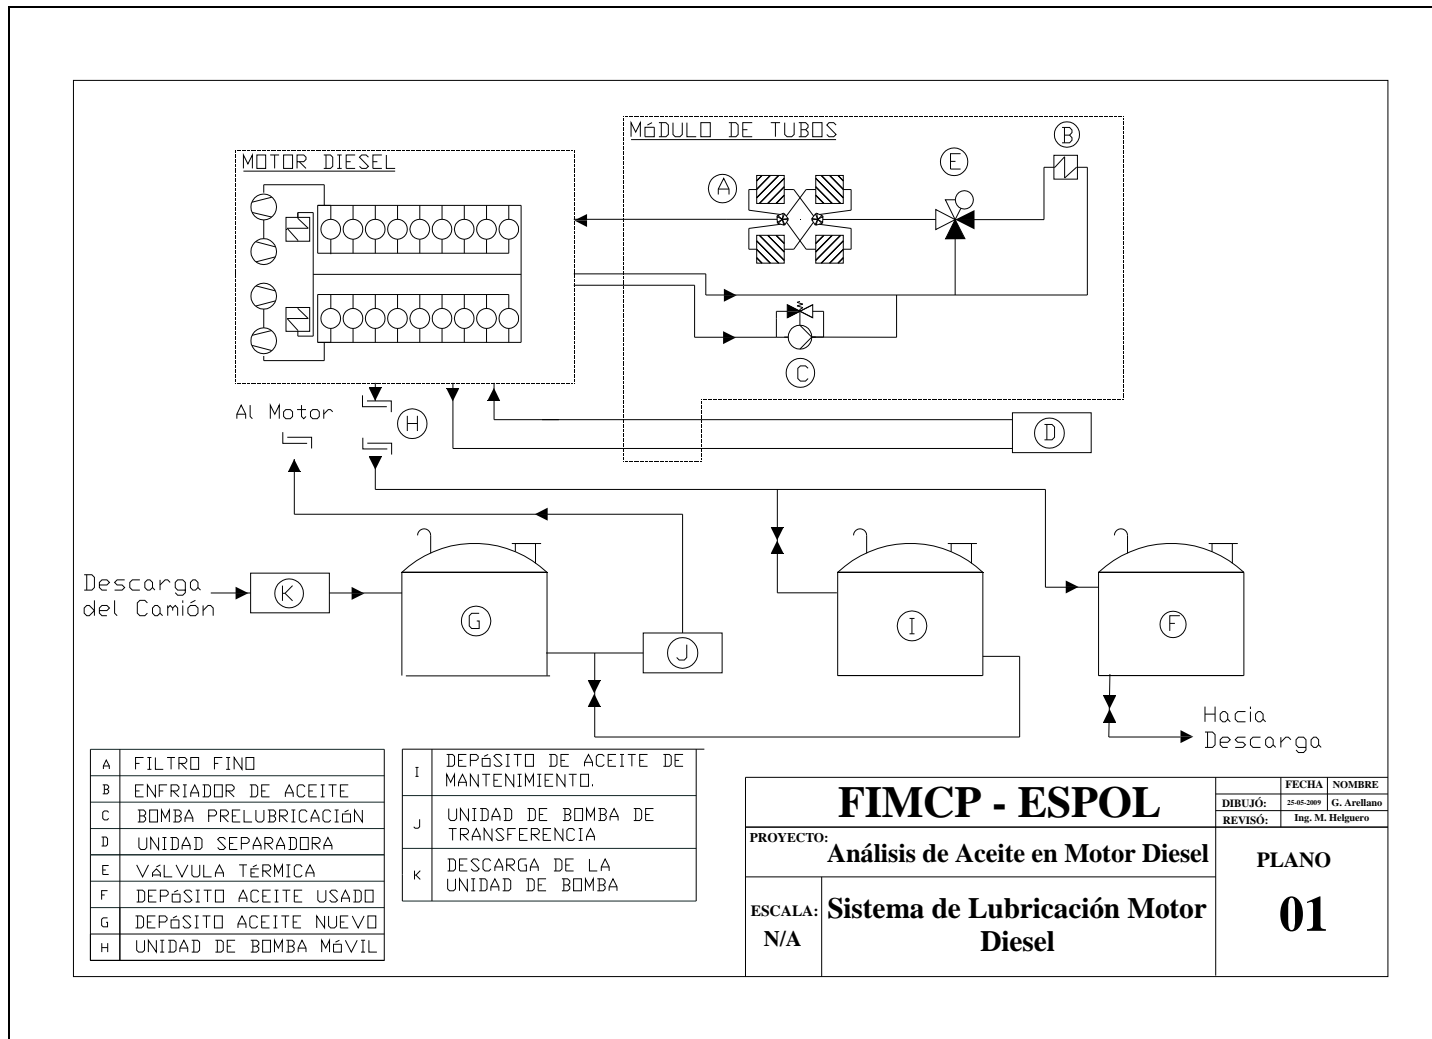 MóDULO DE TUBOS
B
MOTOR DIESEL
E
A
C
Al Motor
H
D
Descarga
del Camión
K
G
J
I
F
Hacia
Descarga
A FILTRO FINO
B ENFRIADOR DE ACEITE
C BOMBA PRELUBRICACIóN
D UNIDAD SEPARADORA
E VáLVULA TéRMICA
F DEPóSITO ACEITE USADO
G DEPóSITO ACEITE NUEVO
H UNIDAD DE BOMBA MóVIL
I DEPóSITO DE ACEITE DE
MANTENIMIENTO.
J UNIDAD DE BOMBA DE
TRANSFERENCIA
K DESCARGA DE LA
UNIDAD DE BOMBA
FIMCP - ESPOL
FECHA NOMBRE
DIBUJÓ: 25-05-2009 G. Arellano
REVISÓ: Ing. M. Helguero
PROYECTO:
Análisis de Aceite en Motor Diesel
ESCALA:
N/A
Sistema de Lubricación Motor
Diesel
PLANO
01